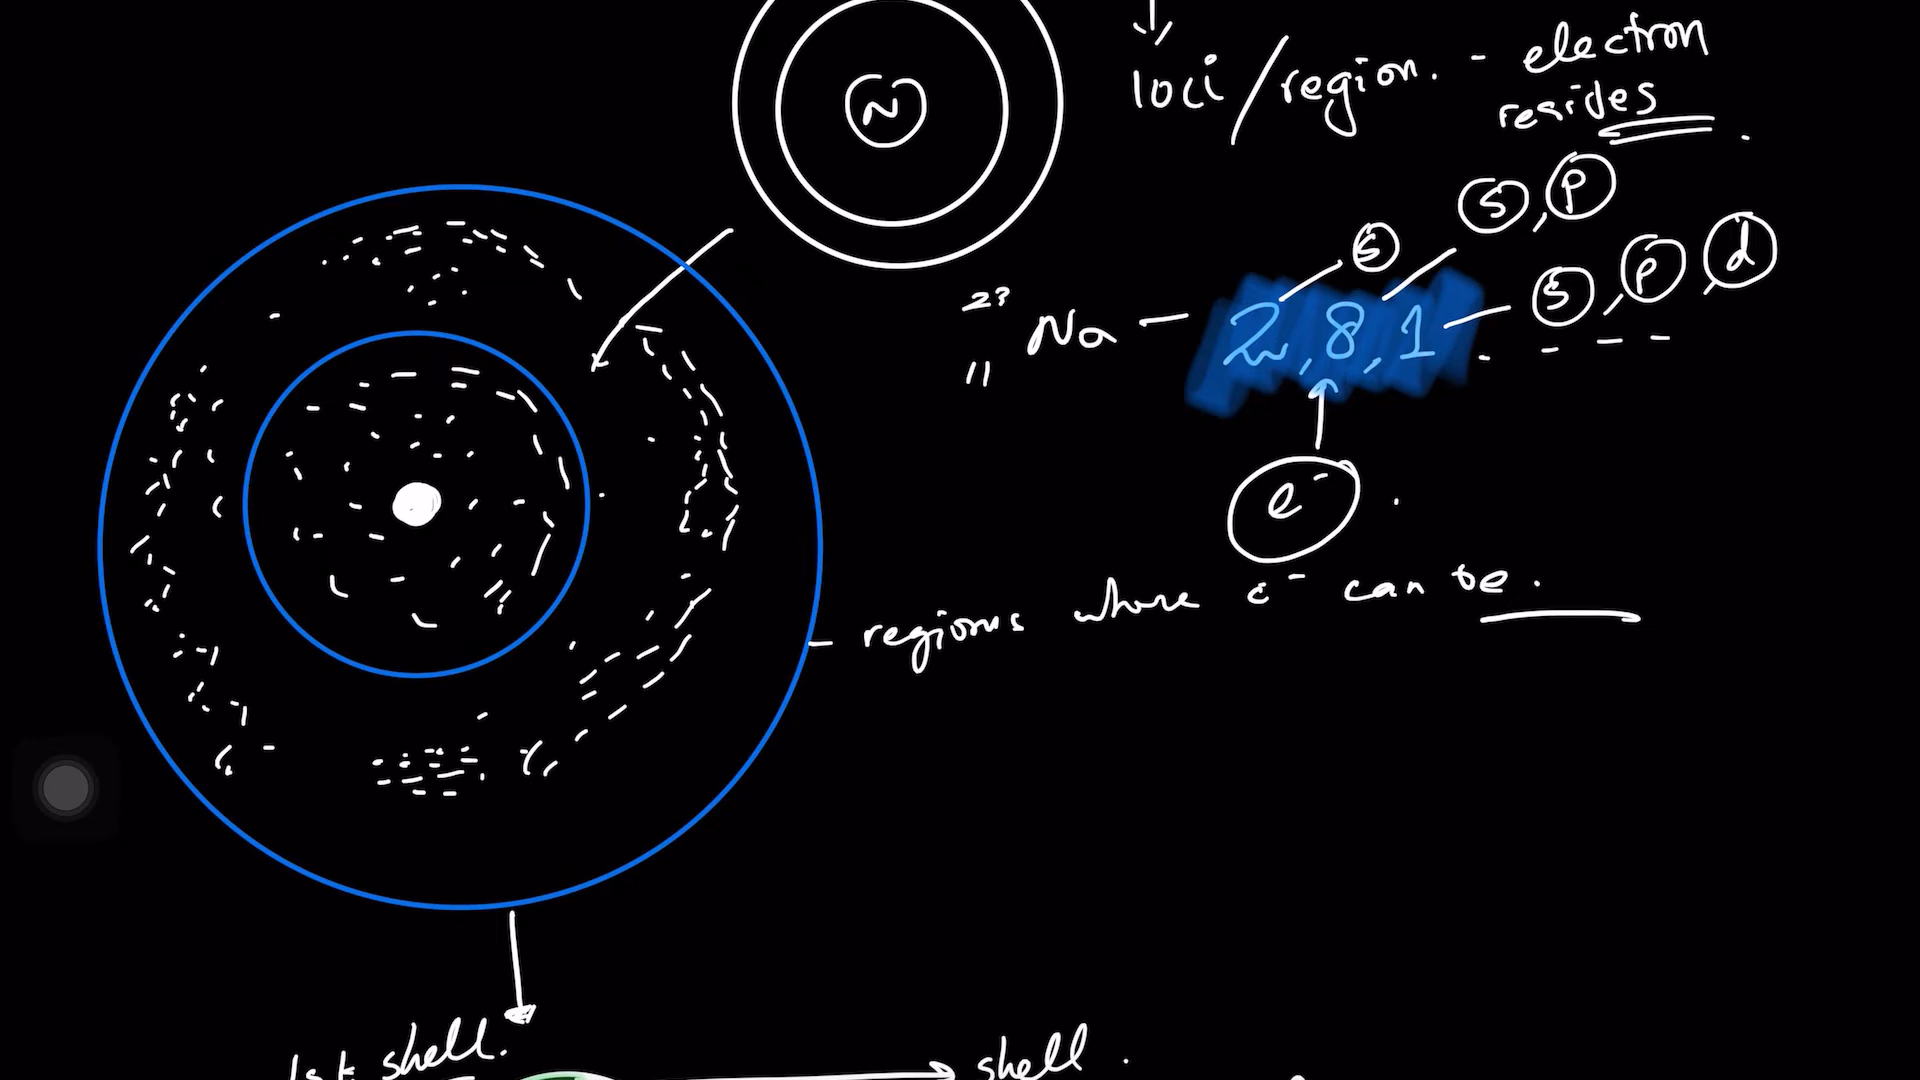 N
loci/region. - electron
resides.
s, p
s
s, p, d
23
Na - 2, 8, 1
11
e-
- regions where e- can be.
1st shell.
shell.